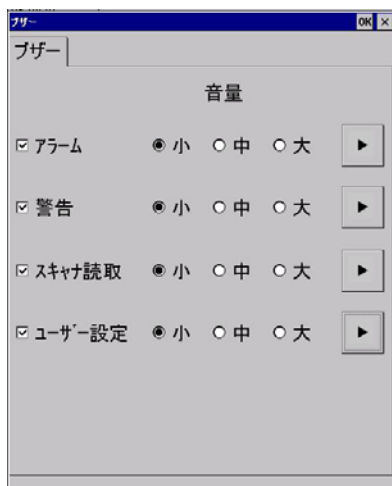 ブザー OK ×
ブザー
音量
アラーム 小 中 大
警告 小 中 大
スキャナ読取 小 中 大
ユーザー設定 小 中 大